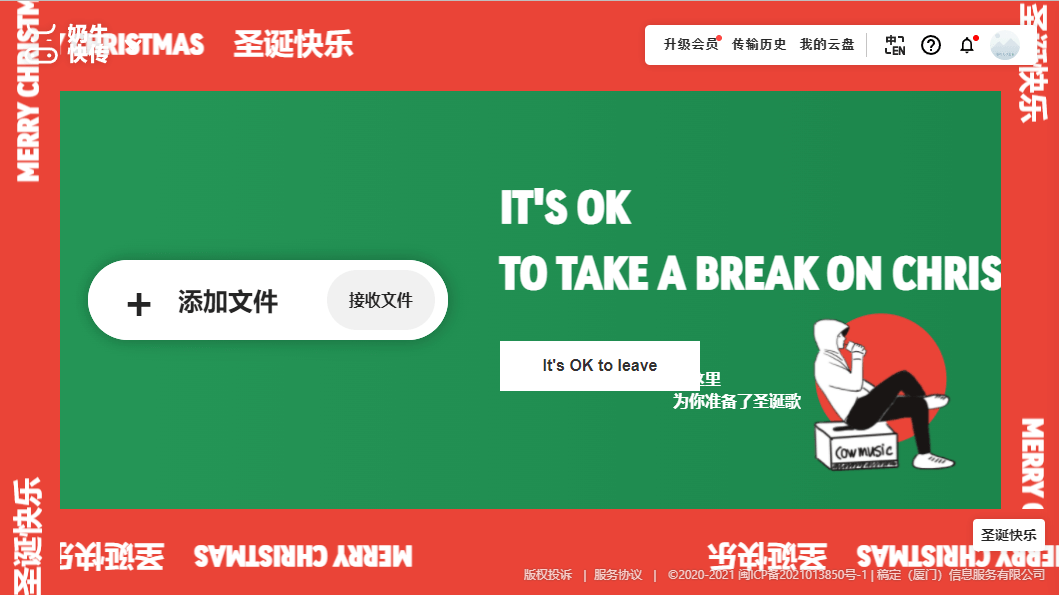 MERRY CHRISTM
奶牛
快传
CHRISTMAS 圣诞快乐
升级会员 传输历史 我的云盘
中
EN
圣诞快乐
IT'S OK
TO TAKE A BREAK ON CHRIS
添加文件 接收文件
It's OK to leave
这里
为你准备了圣诞歌
COWMUSIC
MERRY
圣诞快乐
圣诞快乐
圣诞快乐 MERRY CHRISTMAS 圣诞快乐 CHRISTMAS
版权投诉 | 服务协议 | ©2020-2021 闽ICP备2021013850号-1 | 稿定（厦门）信息服务有限公司